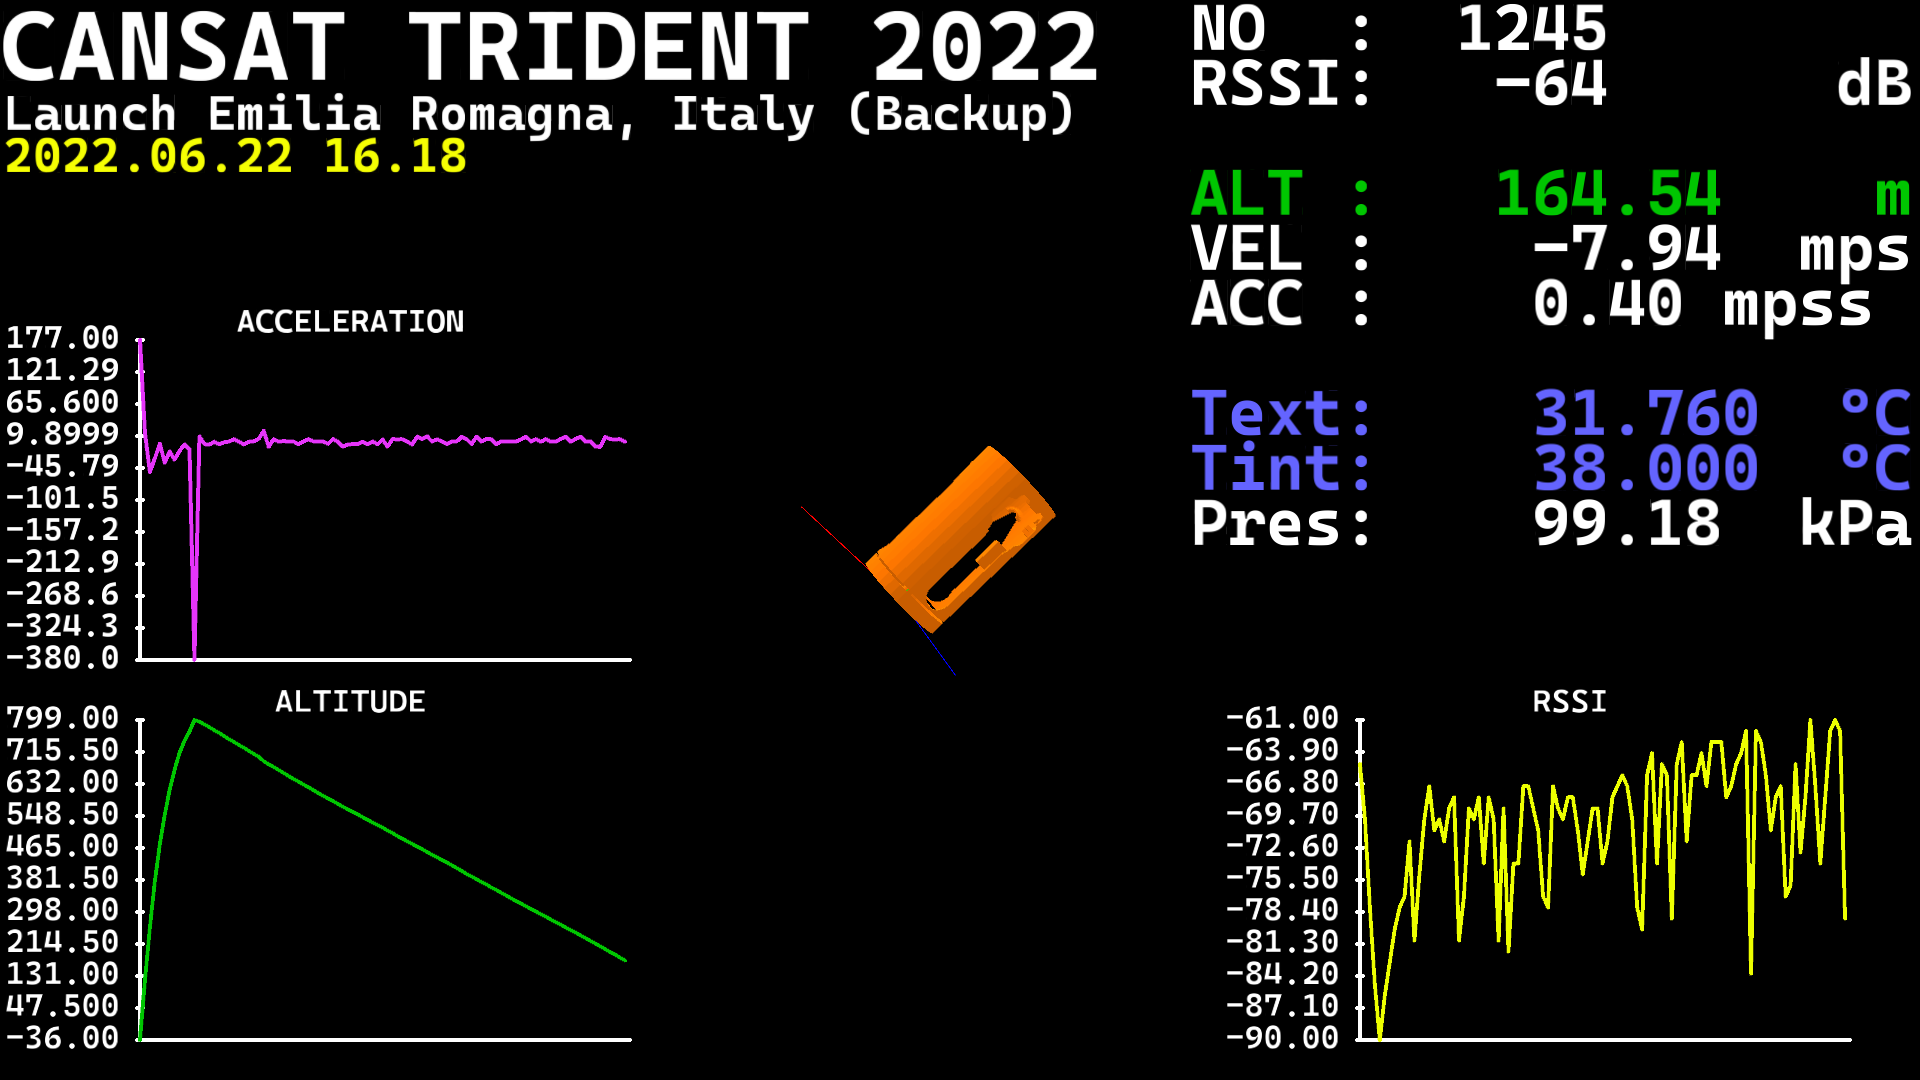 CANSAT TRIDENT 2022
Launch Emilia Romagna, Italy (Backup)
2022.06.22 16.18
NO : 1245
RSSI: -64 dB
ALT : 164.54 m
VEL : -7.94 mps
ACC : 0.40 mpss
Text: 31.760 °C
Tint: 38.000 °C
Pres: 99.18 kPa
ACCELERATION
177.00
121.29
65.600
9.8999
-45.79
-101.5
-157.2
-212.9
-268.6
-324.3
-380.0
ALTITUDE
799.00
715.50
632.00
548.50
465.00
381.50
298.00
214.50
131.00
47.500
-36.00
RSSI
-61.00
-63.90
-66.80
-69.70
-72.60
-75.50
-78.40
-81.30
-84.20
-87.10
-90.00